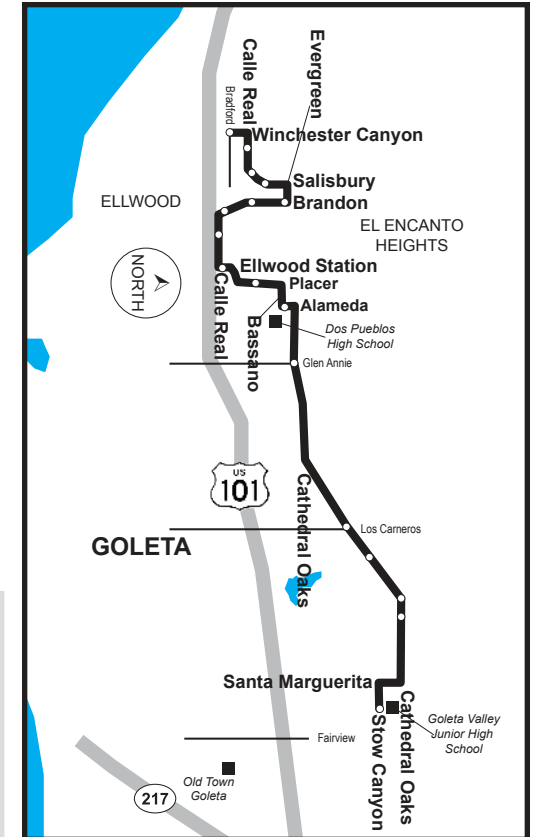 Evergreen
Calle Real
Bradford
Winchester Canyon
Salisbury
Brandon
ELLWOOD
EL ENCANTO
HEIGHTS
NORTH
Ellwood Station
Calle Real
Placer
Alameda
Bassano
Dos Pueblos
High School
Glen Annie
US
101
Cathedral Oaks
Los Carneros
GOLETA
Santa Marguerita
Cathedral Oaks
Stow Canyon
Goleta Valley
Junior High
School
Fairview
Old Town
Goleta
217